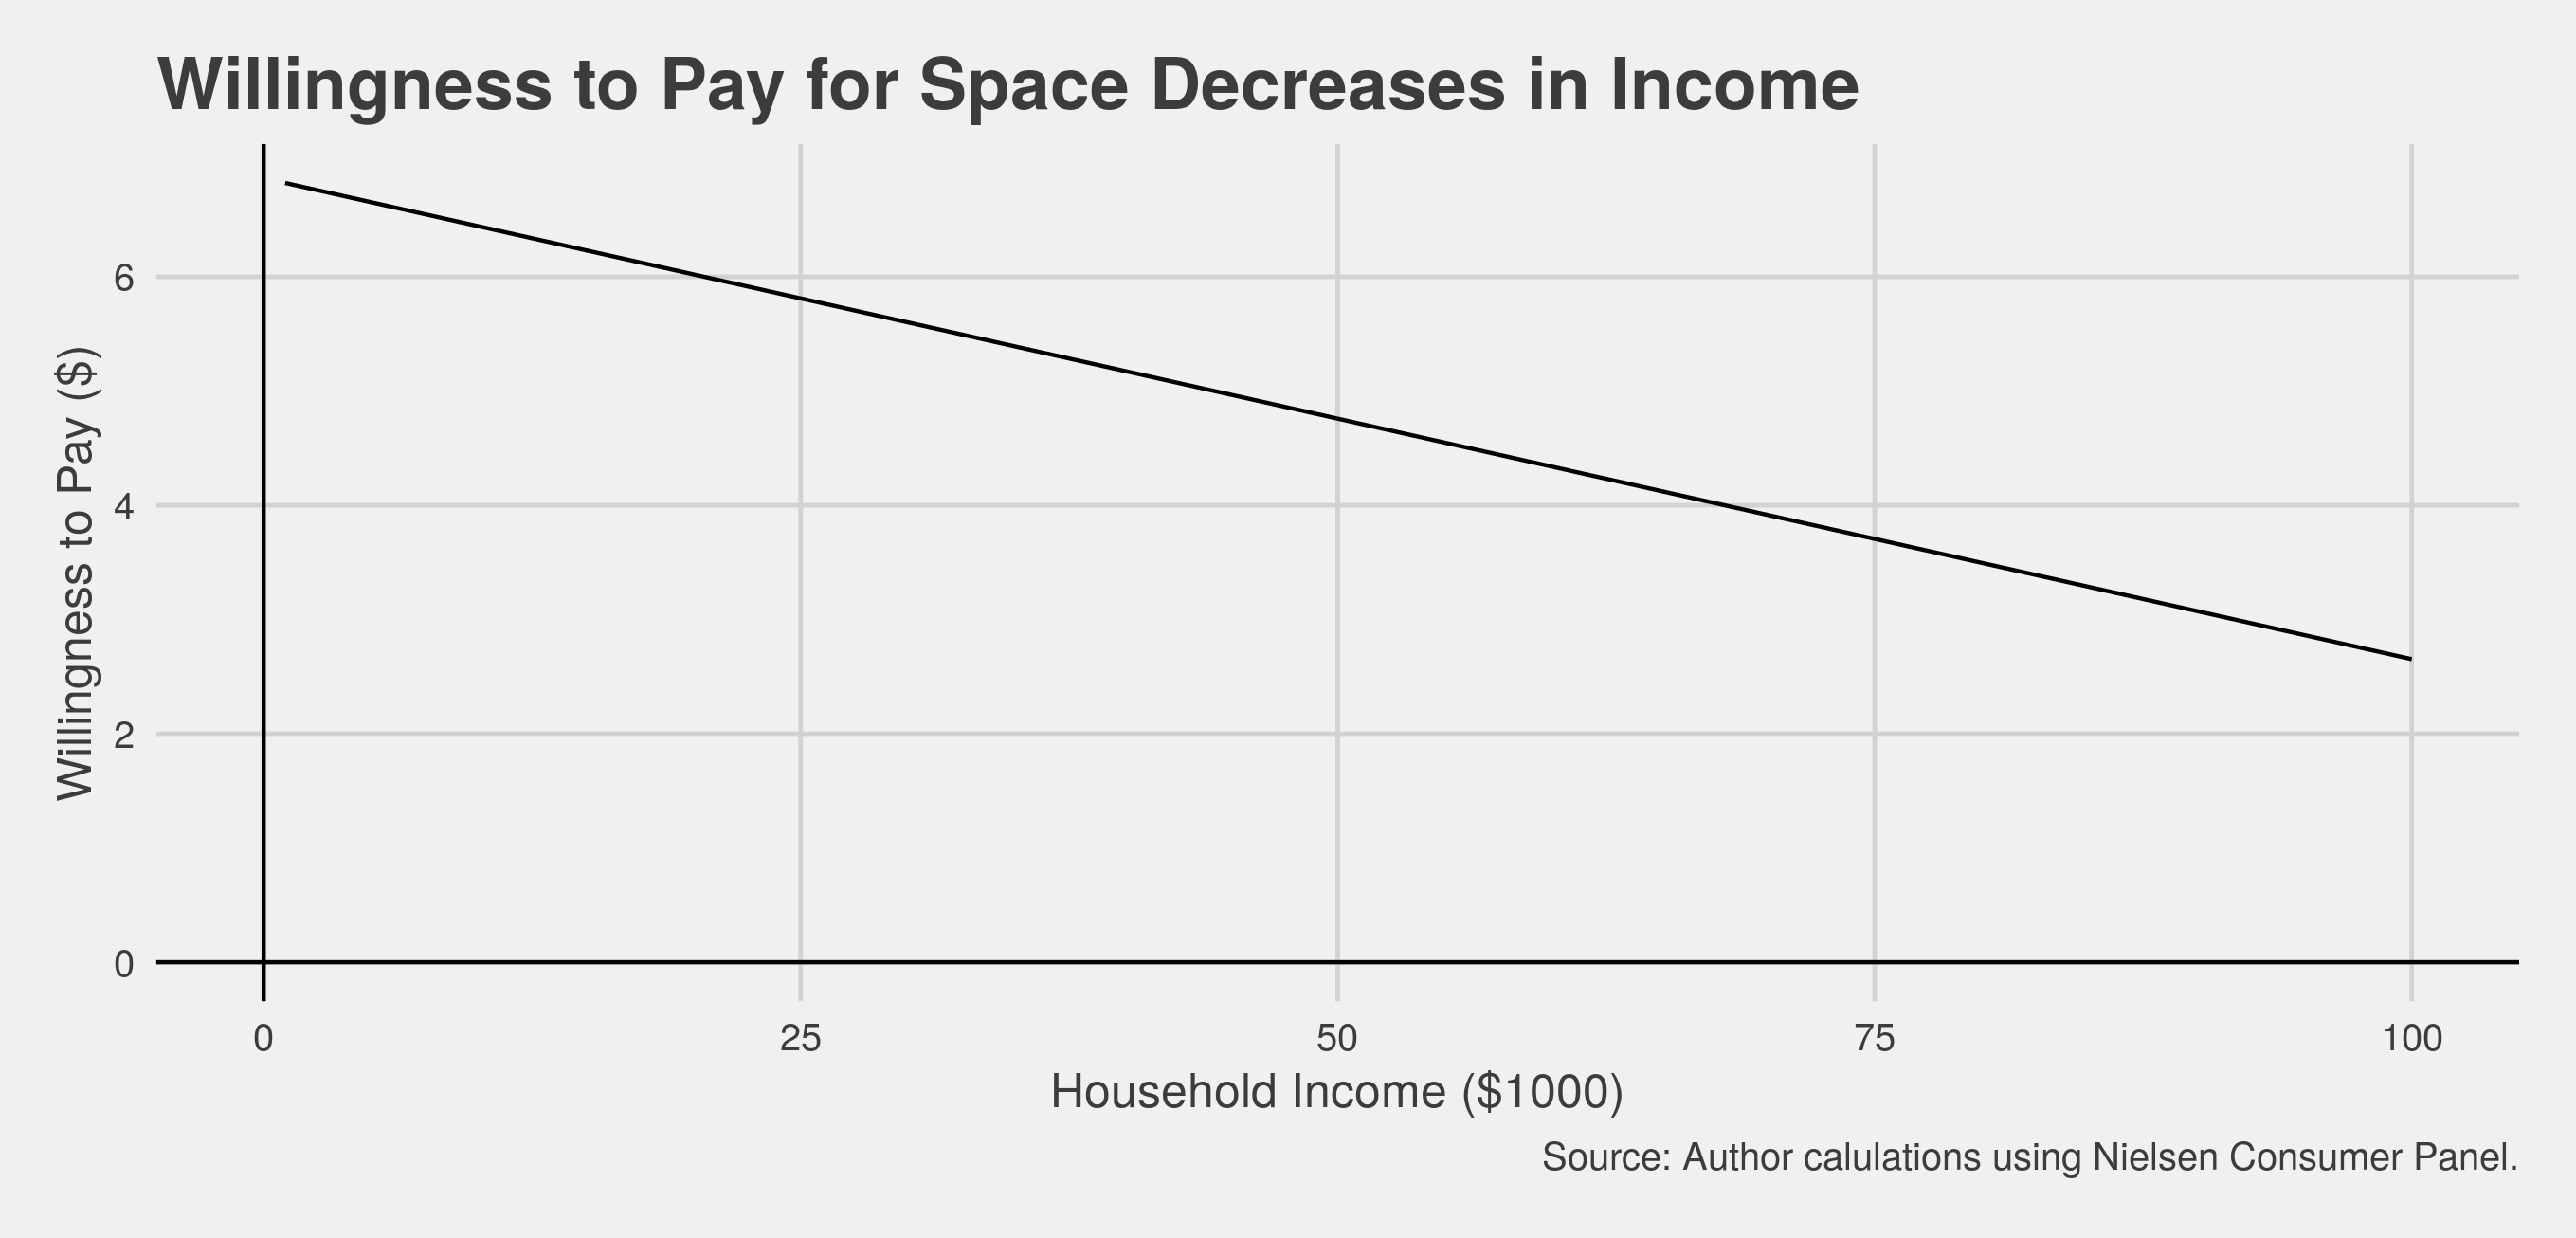 Willingness to Pay for Space Decreases in Income
Willingness to Pay ($)
6
4
2
0
0 25 50 75 100
Household Income ($1000)
Source: Author calulations using Nielsen Consumer Panel.